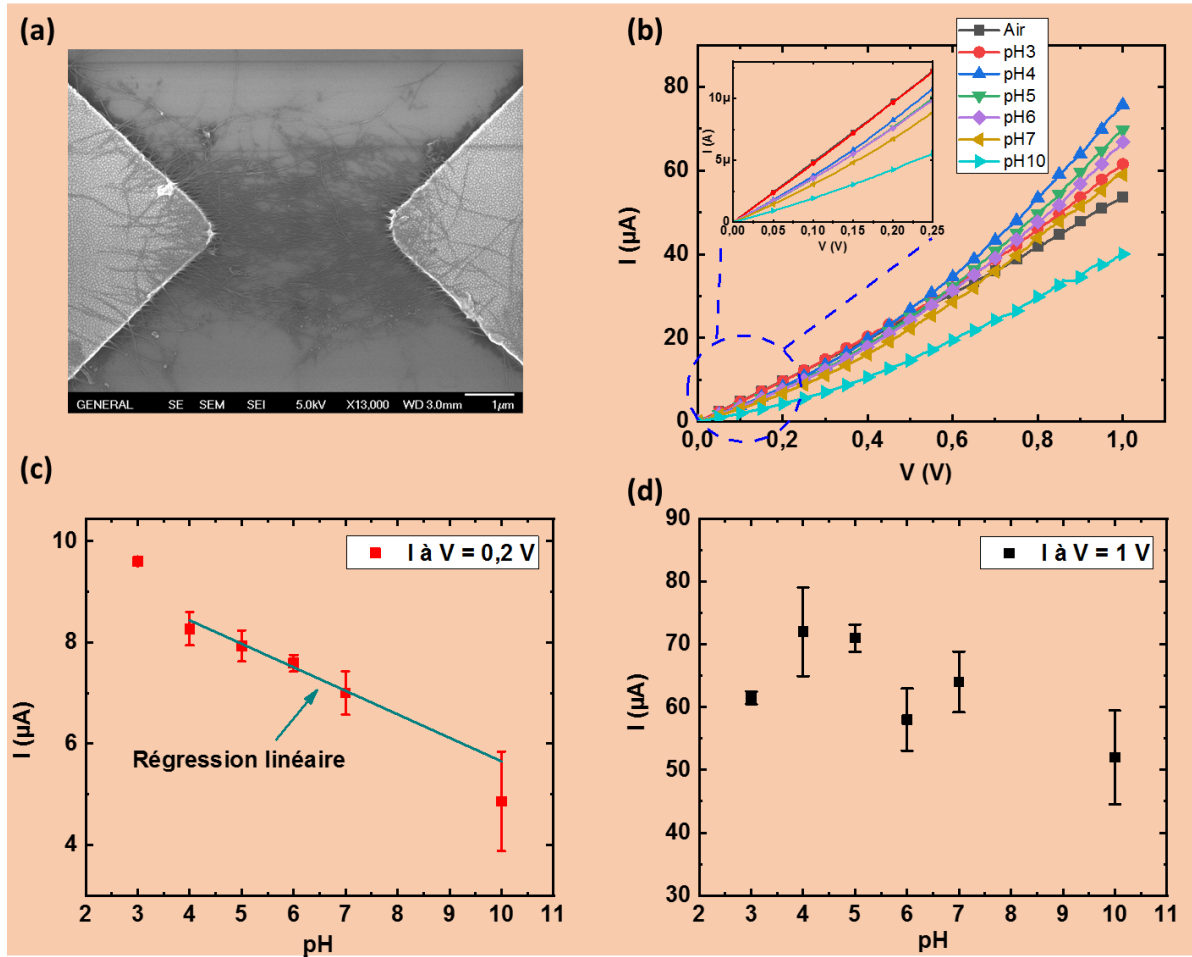 (a)
GENERAL SEI SEM SEI 5.0kV X13,000 WD 3.0mm 1µm
(b)
Air
pH3
pH4
pH5
pH6
pH7
pH10
I (µA)
80
60
40
20
0
0,0 0,2 0,4 0,6 0,8 1,0
V (V)
I (A)
10µ
5µ
0,00 0,05 0,10 0,15 0,20 0,25
V (V)
(c)
I à V = 0,2 V
Régression linéaire
I (µA)
10
8
6
4
2 3 4 5 6 7 8 9 10 11
pH
(d)
I à V = 1 V
I (µA)
90
80
70
60
50
40
30
2 3 4 5 6 7 8 9 10 11
pH